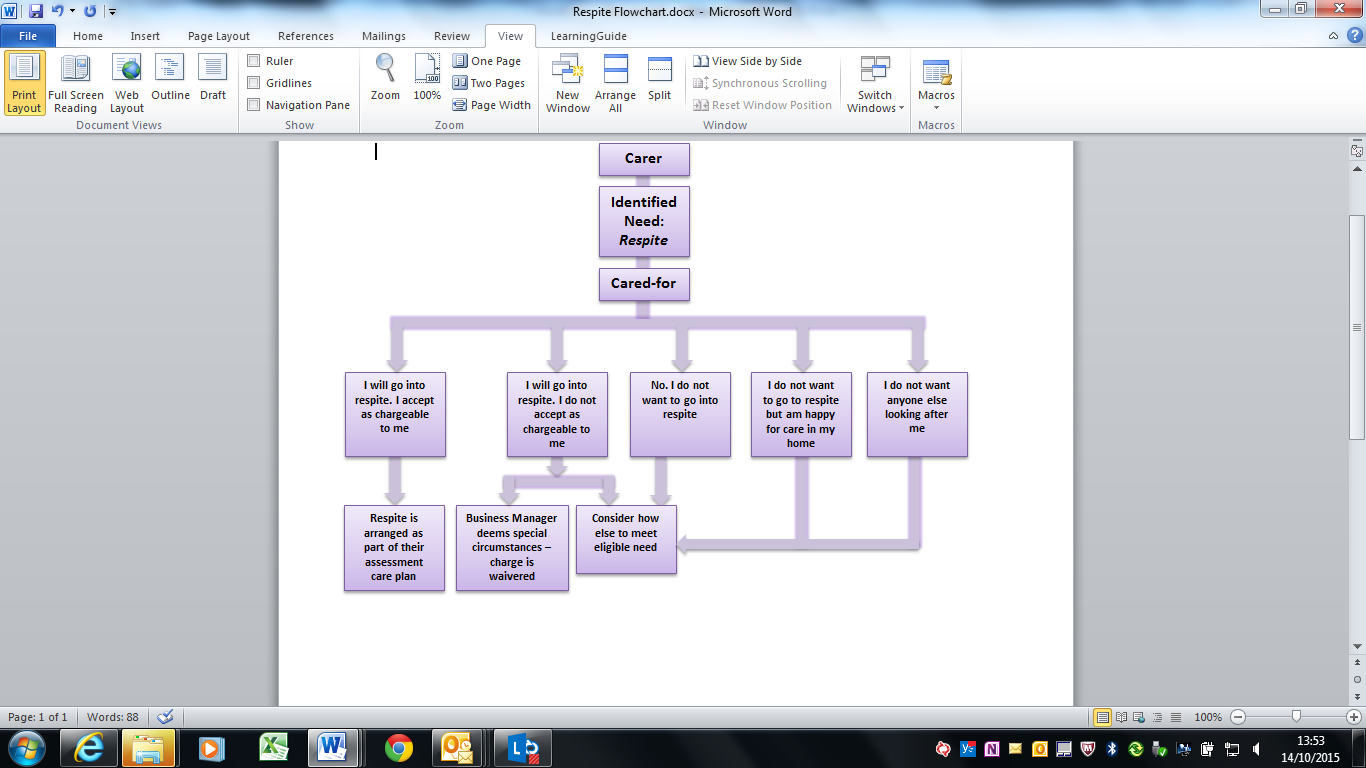 Respite Flowchart.docx - Microsoft Word
File Home Insert Page Layout References Mailings Review View LearningGuide
Print Layout
Full Screen Reading
Web Layout
Outline
Draft
Document Views
Ruler
Gridlines
Navigation Pane
Show
Zoom
100
100%
One Page
Two Pages
Page Width
Zoom
New Window
Arrange All
Split
View Side by Side
Synchronous Scrolling
Reset Window Position
Window
Switch Windows
Macros
Macros
Carer
Identified
Need:
Respite
Cared-for
I will go into
respite. I accept
as chargeable
to me
I will go into
respite. I do not
accept as
chargeable to
me
No. I do not
want to go into
respite
I do not want
to go to respite
but am happy
for care in my
home
I do not want
anyone else
looking after
me
Respite is
arranged as
part of their
assessment
care plan
Business Manager
deems special
circumstances –
charge is
waivered
Consider how
else to meet
eligible need
Page: 1 of 1 Words: 88 100%
13:53
14/10/2015